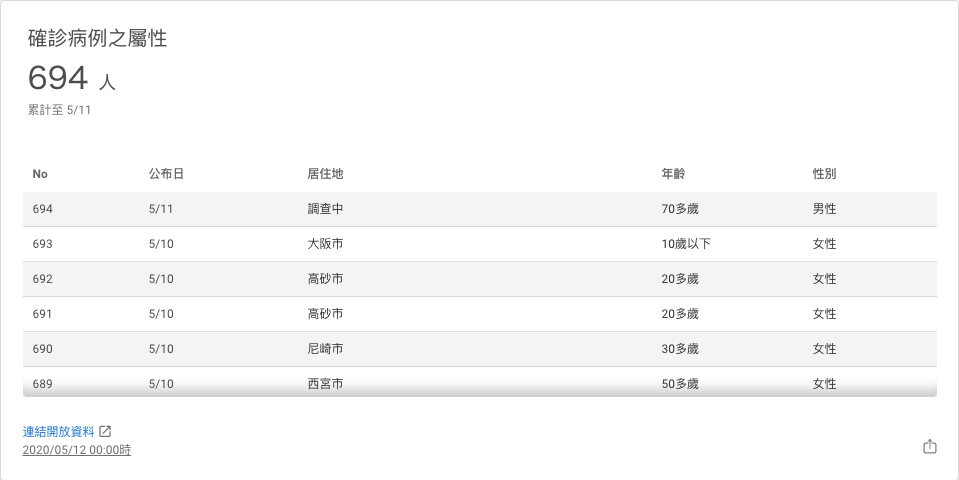 確診病例之屬性
694 人
累計至 5/11
No 公布日 居住地 年齡 性別
694 5/11 調查中 70多歲 男性
693 5/10 大阪市 10歲以下 女性
692 5/10 高砂市 20多歲 女性
691 5/10 高砂市 20多歲 女性
690 5/10 尼崎市 30多歲 女性
689 5/10 西宮市 50多歲 女性
連結開放資料
2020/05/12 00:00時